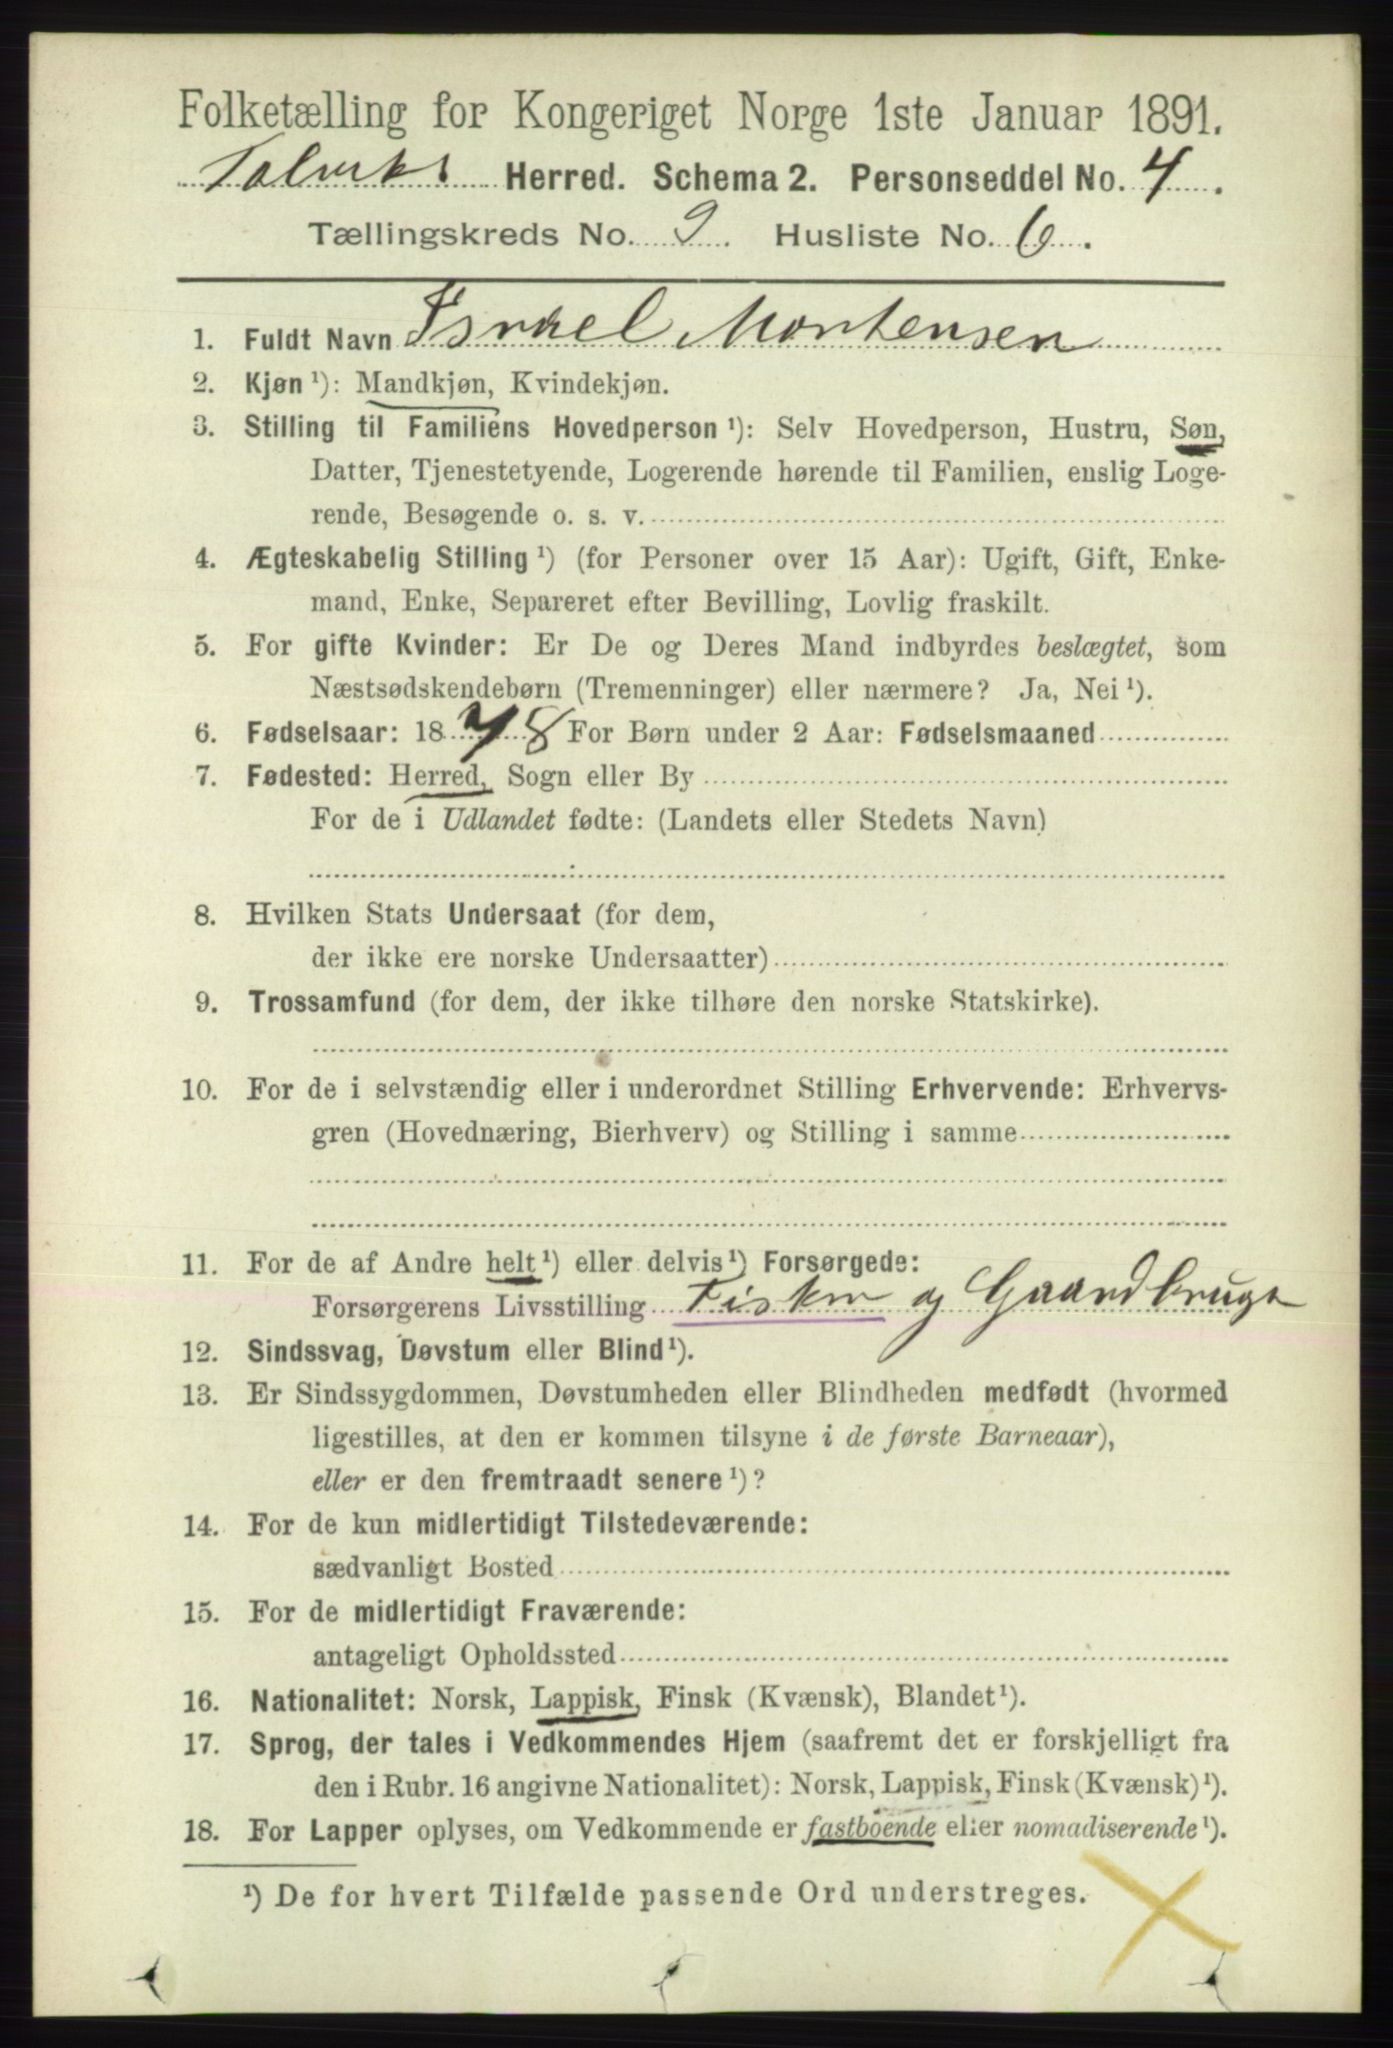 Folketælling for Kongeriget Norge 1ste Januar 1891.
Talviks Herred. Schema 2. Personseddel No. 4.
Tællingskreds No. 9. Husliste No. 6.
1. Fuldt Navn Israel Mortensen
2. Kjøn ¹): Mandkjøn, Kvindekjøn.
3. Stilling til Familiens Hovedperson ¹): Selv Hovedperson, Hustru, Søn,
Datter, Tjenestetyende, Logerende hørende til Familien, enslig Loge-
rende, Besøgende o. s. v.
4. Ægteskabelig Stilling ¹) (for Personer over 15 Aar): Ugift, Gift, Enke-
mand, Enke, Separeret efter Bevilling, Lovlig fraskilt.
5. For gifte Kvinder: Er De og Deres Mand indbyrdes beslægtet, som
Næstsødskendebørn (Tremenninger) eller nærmere? Ja, Nei ¹).
6. Fødselsaar: 1878 For Børn under 2 Aar: Fødselsmaaned
7. Fødested: Herred, Sogn eller By
For de i Udlandet fødte: (Landets eller Stedets Navn)
8. Hvilken Stats Undersaat (for dem,
der ikke ere norske Undersaatter)
9. Trossamfund (for dem, der ikke tilhøre den norske Statskirke).
10. For de i selvstændig eller i underordnet Stilling Erhvervende: Erhvervs-
gren (Hovednæring, Bierhverv) og Stilling i samme
11. For de af Andre helt ¹) eller delvis ¹) Forsørgede:
Forsørgerens Livsstilling Fisker og Gaardbruger
12. Sindssvag, Døvstum eller Blind ¹).
13. Er Sindssygdommen, Døvstumheden eller Blindheden medfødt (hvormed
ligestilles, at den er kommen tilsyne i de første Barneaar),
eller er den fremtraadt senere ¹)?
14. For de kun midlertidigt Tilstedeværende:
sædvanligt Bosted
15. For de midlertidigt Fraværende:
antageligt Opholdssted
16. Nationalitet: Norsk, Lappisk, Finsk (Kvænsk), Blandet ¹).
17. Sprog, der tales i Vedkommendes Hjem (saafremt det er forskjelligt fra
den i Rubr. 16 angivne Nationalitet): Norsk, Lappisk, Finsk (Kvænsk) ¹).
18. For Lapper oplyses, om Vedkommende er fastboende eller nomadiserende ¹).
¹) De for hvert Tilfælde passende Ord understreges.